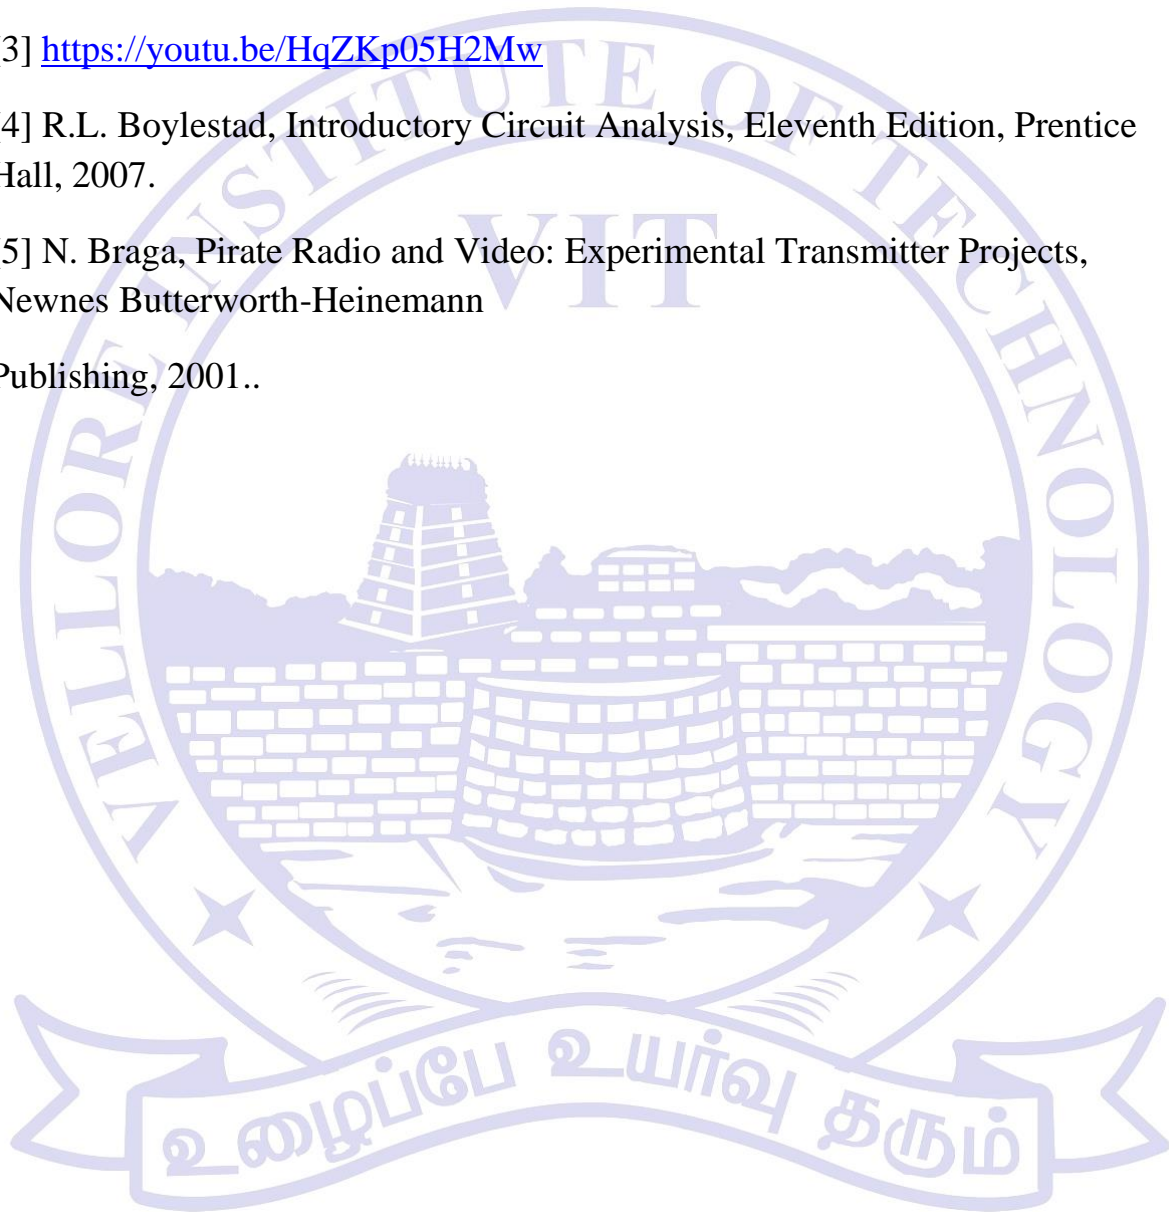 [3] https://youtu.be/HqZKp05H2Mw
[4] R.L. Boylestad, Introductory Circuit Analysis, Eleventh Edition, Prentice
Hall, 2007.
[5] N. Braga, Pirate Radio and Video: Experimental Transmitter Projects,
Newnes Butterworth-Heinemann
Publishing, 2001..
VELLORE INSTITUTE OF TECHNOLOGY
VIT
உழைப்பே உயர்வு தரும்